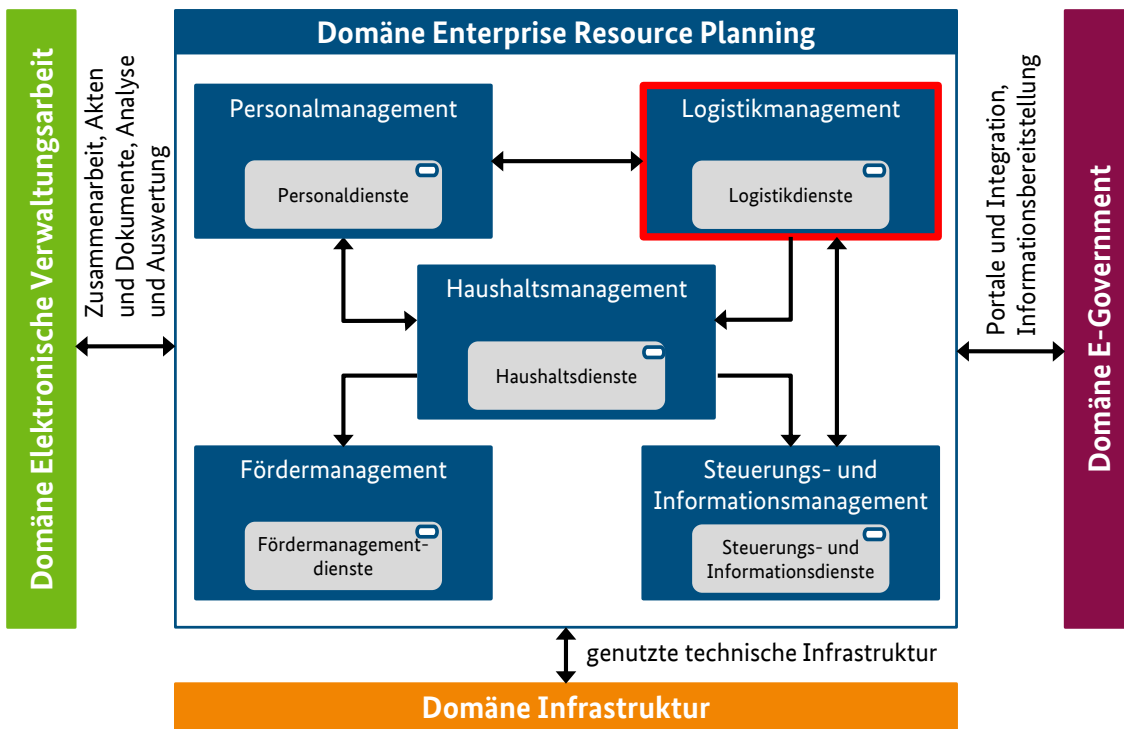 Domäne Elektronische Verwaltungsarbeit
Zusammenarbeit, Akten
und Dokumente, Analyse
und Auswertung
Domäne Enterprise Resource Planning
Personalmanagement
Personaldienste
Logistikmanagement
Logistikdienste
Haushaltsmanagement
Haushaltsdienste
Fördermanagement
Fördermanagement-
dienste
Steuerungs- und
Informationsmanagement
Steuerungs- und
Informationsdienste
Portale und Integration,
Informationsbereitstellung
Domäne E-Government
genutzte technische Infrastruktur
Domäne Infrastruktur